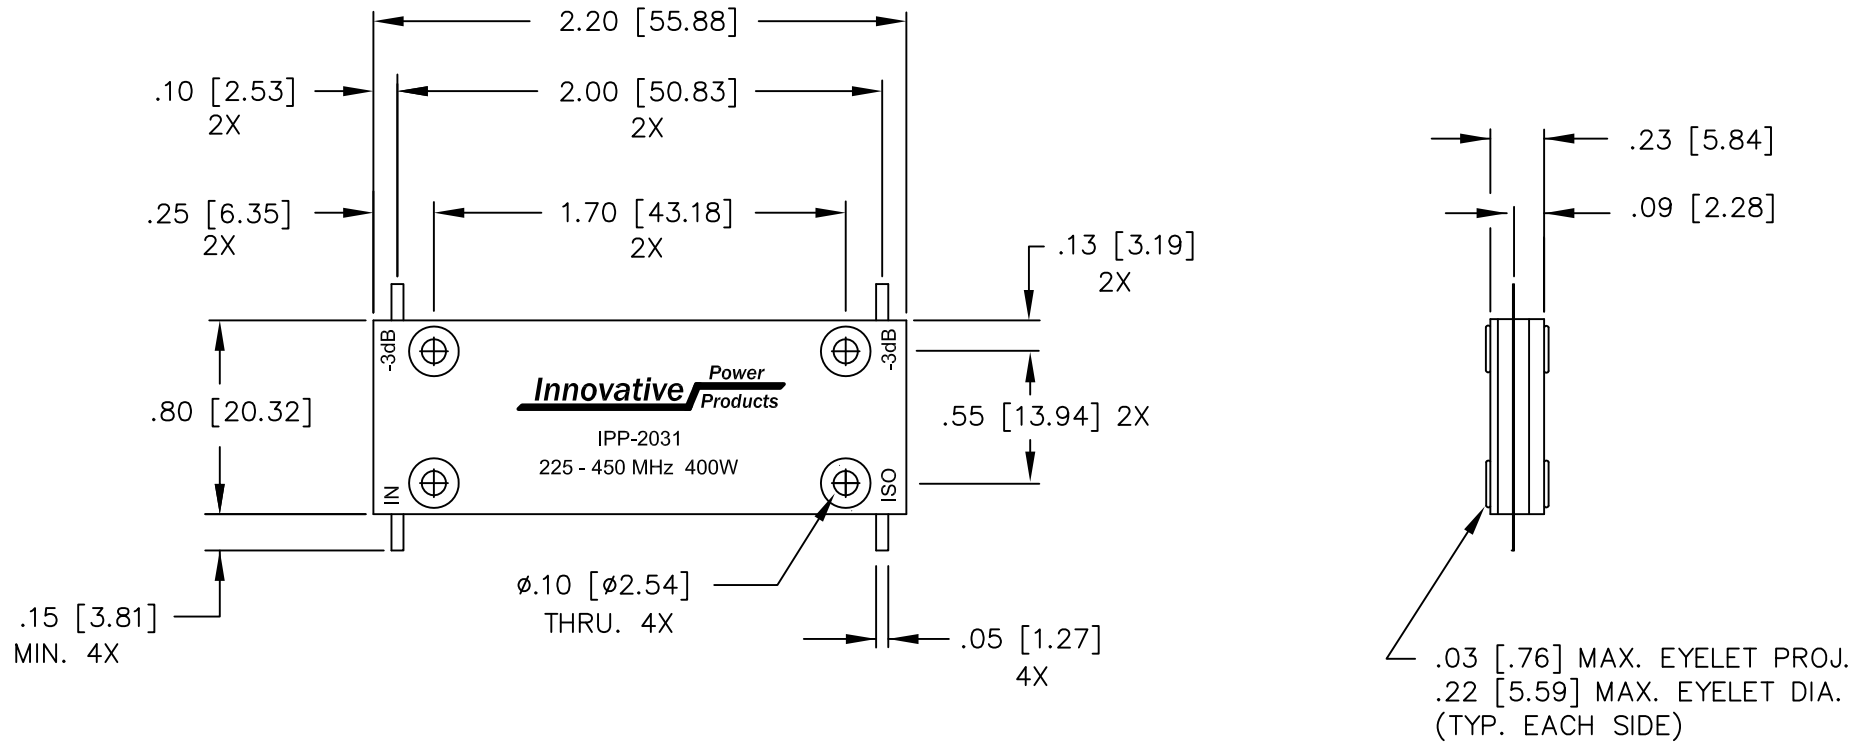 2.20 [55.88]
.10 [2.53]
2X
2.00 [50.83]
2X
.23 [5.84]
.25 [6.35]
2X
1.70 [43.18]
2X
.09 [2.28]
.13 [3.19]
2X
-3dB
-3dB
.80 [20.32]
Innovative Power
Products
.55 [13.94] 2X
IPP-2031
225 - 450 MHz 400W
IN
ISO
.15 [3.81]
MIN. 4X
ø.10 [ø2.54]
THRU. 4X
.05 [1.27]
4X
.03 [.76] MAX. EYELET PROJ.
.22 [5.59] MAX. EYELET DIA.
(TYP. EACH SIDE)